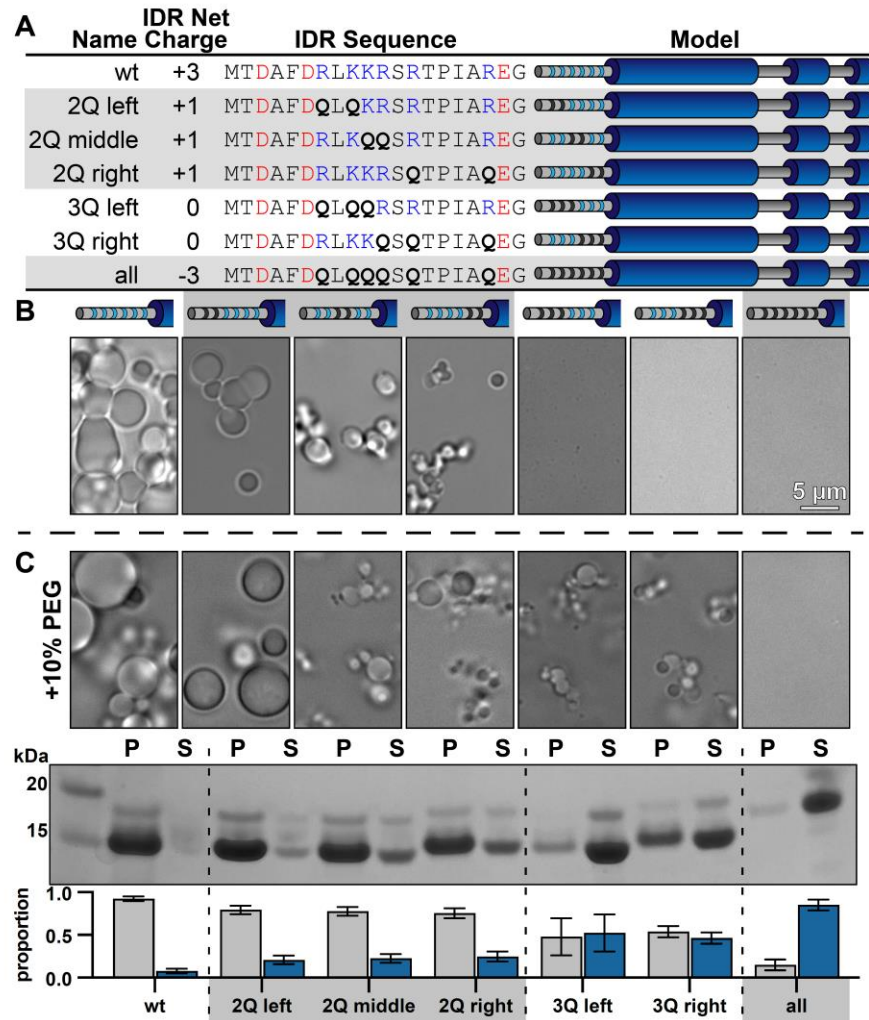 A
IDR Net
Name Charge IDR Sequence Model
wt +3 MTDAFDRLKKRSRTPIAREG
2Q left +1 MTDAFDQLQKRSRTPIAREG
2Q middle +1 MTDAFDRLKQQSRTPIAREG
2Q right +1 MTDAFDRLKKRSQTPIAQEG
3Q left 0 MTDAFDQLQQRSRTPIAREG
3Q right 0 MTDAFDRLKKQSQTPIAQEG
all -3 MTDAFDQLQQQSQTPIAQEG
B
5 µm
C
+10% PEG
P S P S P S P S P S P S P S
kDa
20
15
proportion
1.0
0.5
0.0
wt 2Q left 2Q middle 2Q right 3Q left 3Q right all